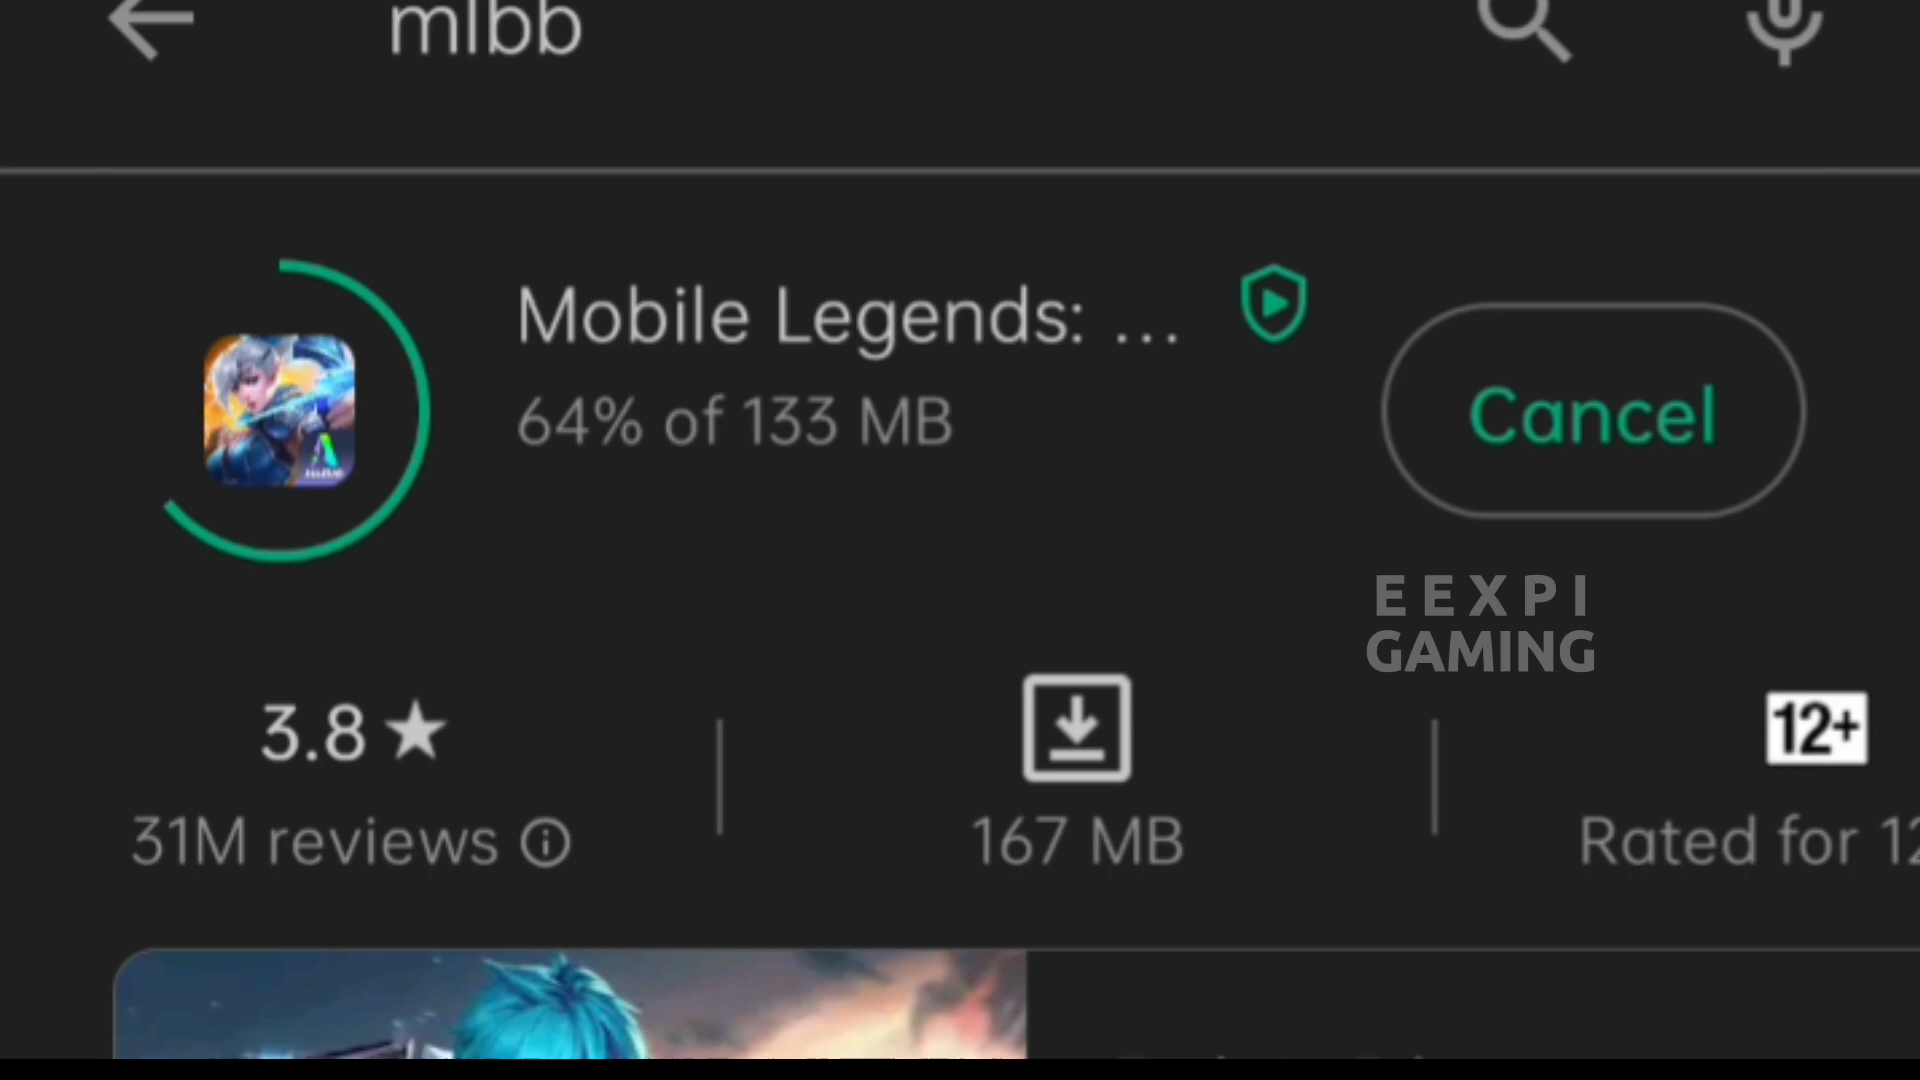 mlbb
Mobile Legends: ...
64% of 133 MB
Cancel
EEXPI
GAMING
3.8★
31M reviews
167 MB
12+
Rated for 12